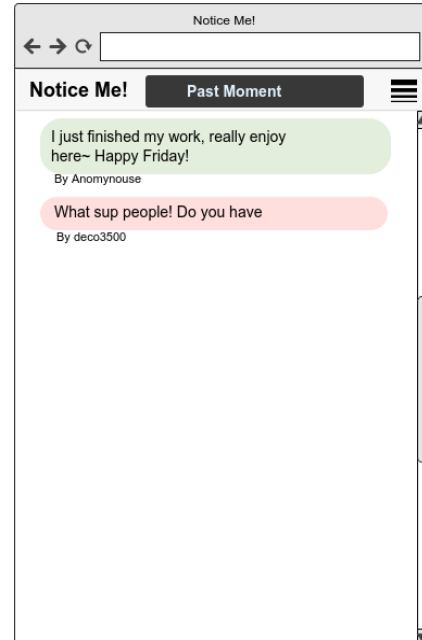 Notice Me!
Notice Me!
Past Moment
I just finished my work, really enjoy
here~ Happy Friday!
By Anomynouse
What sup people! Do you have
By deco3500